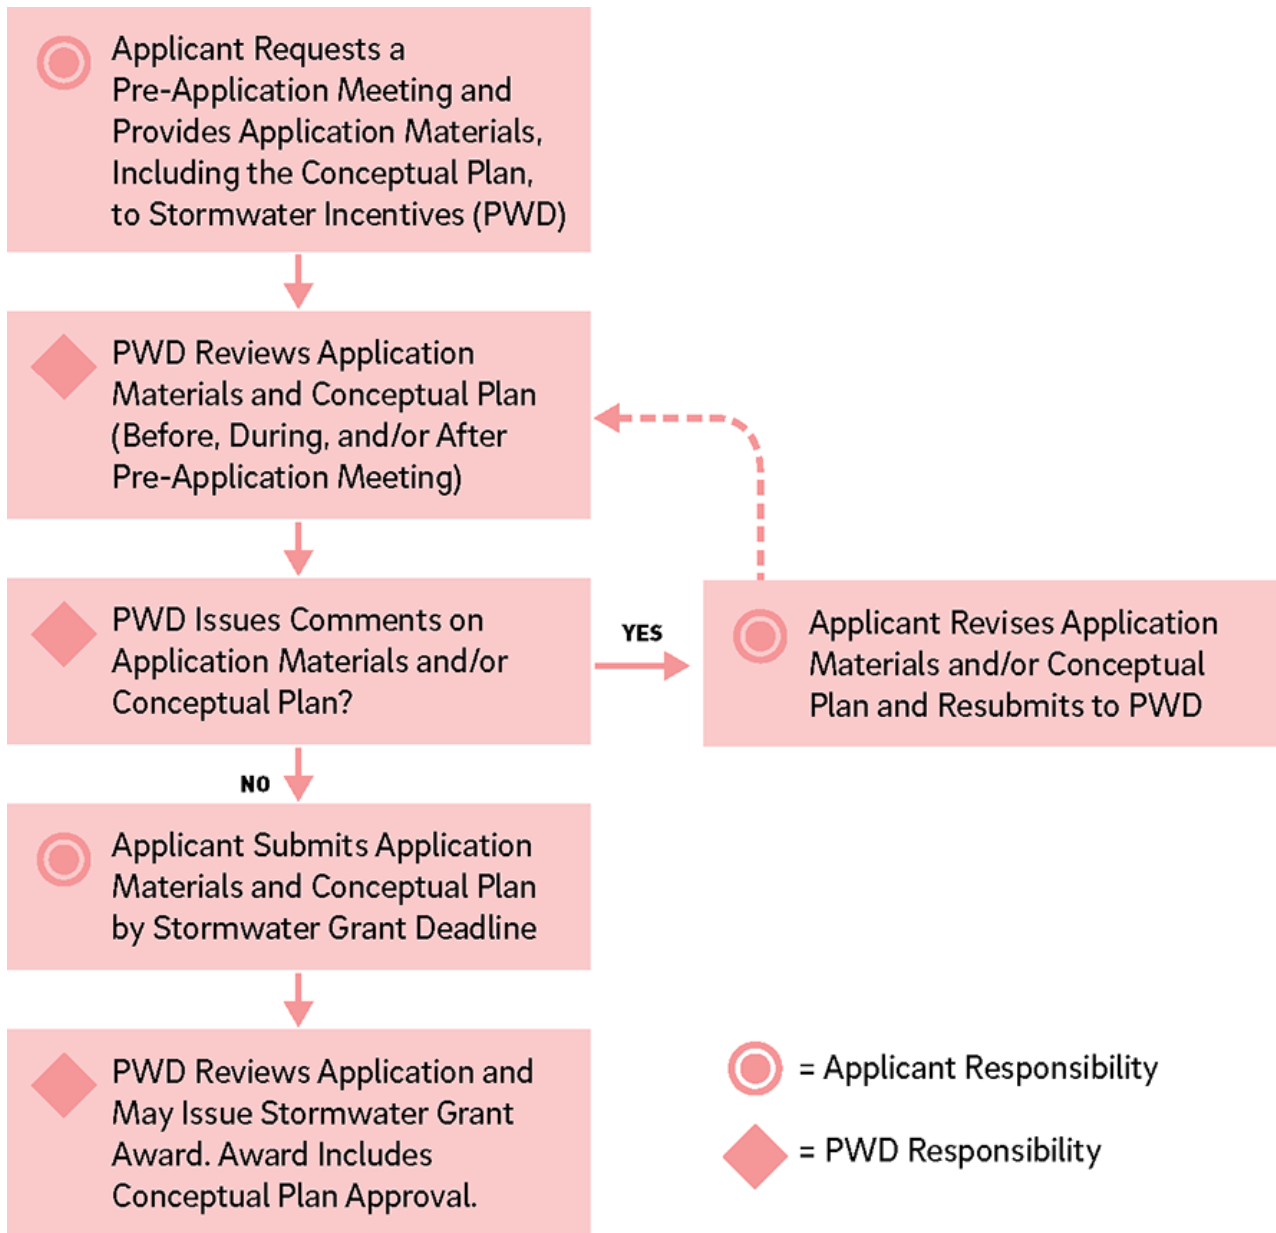 Applicant Requests a
Pre-Application Meeting and
Provides Application Materials,
Including the Conceptual Plan,
to Stormwater Incentives (PWD)
PWD Reviews Application
Materials and Conceptual Plan
(Before, During, and/or After
Pre-Application Meeting)
PWD Issues Comments on
Application Materials and/or
Conceptual Plan?
YES
Applicant Revises Application
Materials and/or Conceptual
Plan and Resubmits to PWD
NO
Applicant Submits Application
Materials and Conceptual Plan
by Stormwater Grant Deadline
PWD Reviews Application and
May Issue Stormwater Grant
Award. Award Includes
Conceptual Plan Approval.
= Applicant Responsibility
= PWD Responsibility